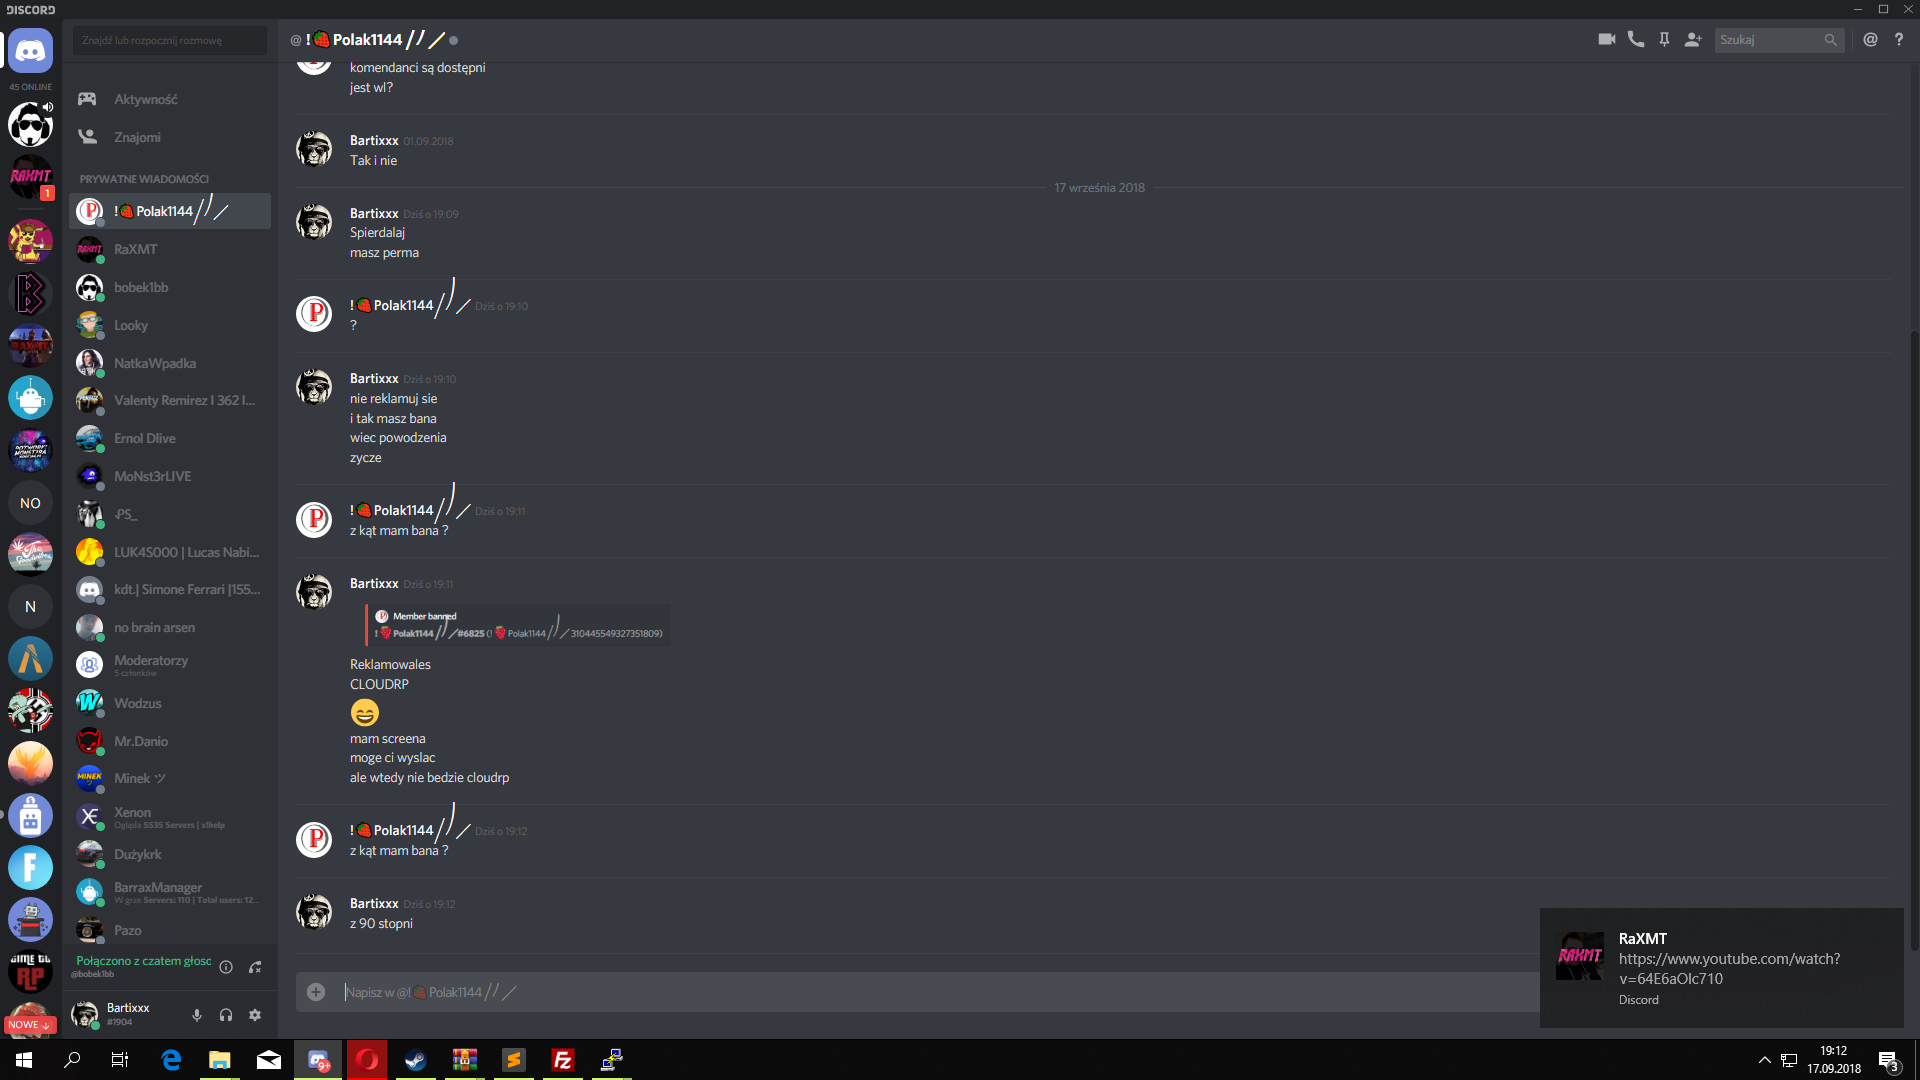 DISCORD
Znajdź lub rozpocznij rozmowę
45 ONLINE
RAXMT
1
NO
N
F
NOWE ↓
Aktywność
Znajomi
PRYWATNE WIADOMOŚCI
!🍓Polak1144
RaXMT
bobek1bb
Looky
NatkaWpadka
Valenty Remirez I 362 I...
Ernol Dlive
MoNst3rLIVE
LUK4S000 | Lucas Nabi...
kdt.| Simone Ferrari |155...
no brain arsen
Moderatorzy
5 członków
Wodzus
Mr.Danio
Minek ツ
Xenon
Ogląda 5535 Servers | x!help
Dużykrk
BarraxManager
W grze Servers: 110 | Total users: 12...
Pazo
Połączono z czatem głosc
@bobek1bb
Bartixxx
#1904
@ !🍓Polak1144
Szukaj
komendanci są dostępni
jest wl?
Bartixxx 01.09.2018
Tak i nie
17 września 2018
Bartixxx Dziś o 19:09
Spierdalaj
masz perma
!🍓Polak1144 Dziś o 19:10
?
Bartixxx Dziś o 19:10
nie reklamuj sie
i tak masz bana
wiec powodzenia
zycze
!🍓Polak1144 Dziś o 19:11
z kąt mam bana ?
Bartixxx Dziś o 19:11
Member banned
!🍓Polak1144 #6825 (!🍓Polak1144 310445549327351809)
Reklamowales
CLOUDRP
😄
mam screena
moge ci wyslac
ale wtedy nie bedzie cloudrp
!🍓Polak1144 Dziś o 19:12
z kąt mam bana ?
Bartixxx Dziś o 19:12
z 90 stopni
Napisz w @!🍓Polak1144
RAXMT
RaXMT
https://www.youtube.com/watch?
v=64E6aOlc710
Discord
9+
19:12
17.09.2018
3